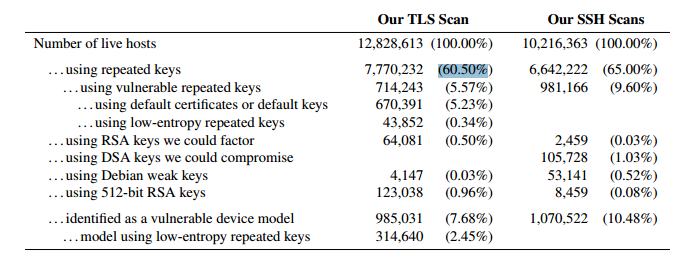 Our TLS Scan Our SSH Scans
Number of live hosts 12,828,613 (100.00%) 10,216,363 (100.00%)
...using repeated keys 7,770,232 (60.50%) 6,642,222 (65.00%)
...using vulnerable repeated keys 714,243 (5.57%) 981,166 (9.60%)
...using default certificates or default keys 670,391 (5.23%)
...using low-entropy repeated keys 43,852 (0.34%)
...using RSA keys we could factor 64,081 (0.50%) 2,459 (0.03%)
...using DSA keys we could compromise 105,728 (1.03%)
...using Debian weak keys 4,147 (0.03%) 53,141 (0.52%)
...using 512-bit RSA keys 123,038 (0.96%) 8,459 (0.08%)
...identified as a vulnerable device model 985,031 (7.68%) 1,070,522 (10.48%)
...model using low-entropy repeated keys 314,640 (2.45%)